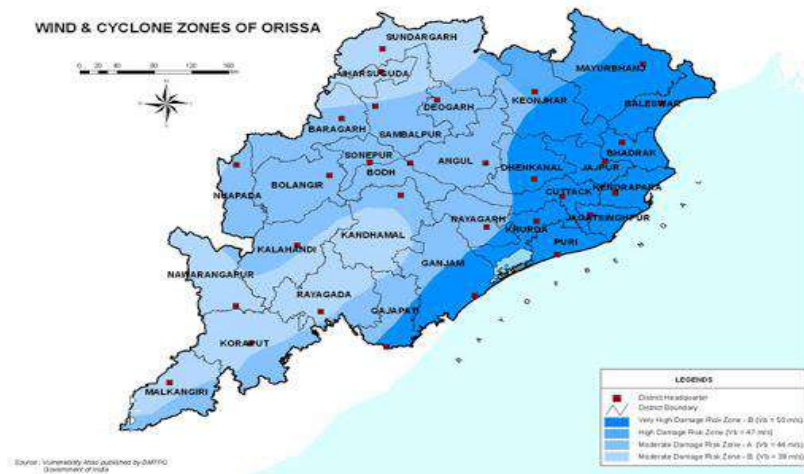 WIND & CYCLONE ZONES OF ORISSA
SUNDARGARH
JHARSUGUDA
MAYURBHANJ
KEONJHAR
DEOGARH
BALESWAR
BARAGARH
SAMBALPUR
BHADRAK
SONEPUR
ANGUL
DHENKANAL
JAJPUR
BODH
BOLANGIR
NUAPADA
CUTTACK
KENDRAPARA
NAYAGARH
JAGATSINGHPUR
KHURDA
KANDHAMAL
PURI
KALAHANDI
GANJAM
NAWARANGAPUR
RAYAGADA
GAJAPATI
KORAPUT
MALKANGIRI
BAY OF BENGAL
LEGENDS
District Headquarter
District Boundary
Very High Damage Risk Zone - B (Vb = 50 m/s)
High Damage Risk Zone (Vb = 47 m/s)
Moderate Damage Risk Zone - A (Vb = 44 m/s)
Moderate Damage Risk Zone - B (Vb = 39 m/s)
Source : Vulnerability Atlas published by BMTPC
Government of India